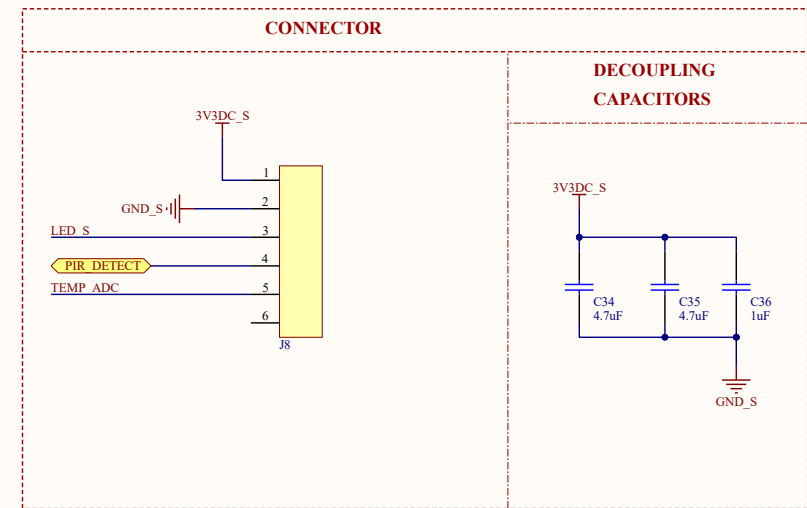 CONNECTOR
DECOUPLING
CAPACITORS
3V3DC_S
1
GND_S
2
LED_S
3
PIR_DETECT
4
TEMP_ADC
5
6
J8
3V3DC_S
C34
4.7uF
C35
4.7uF
C36
1uF
GND_S